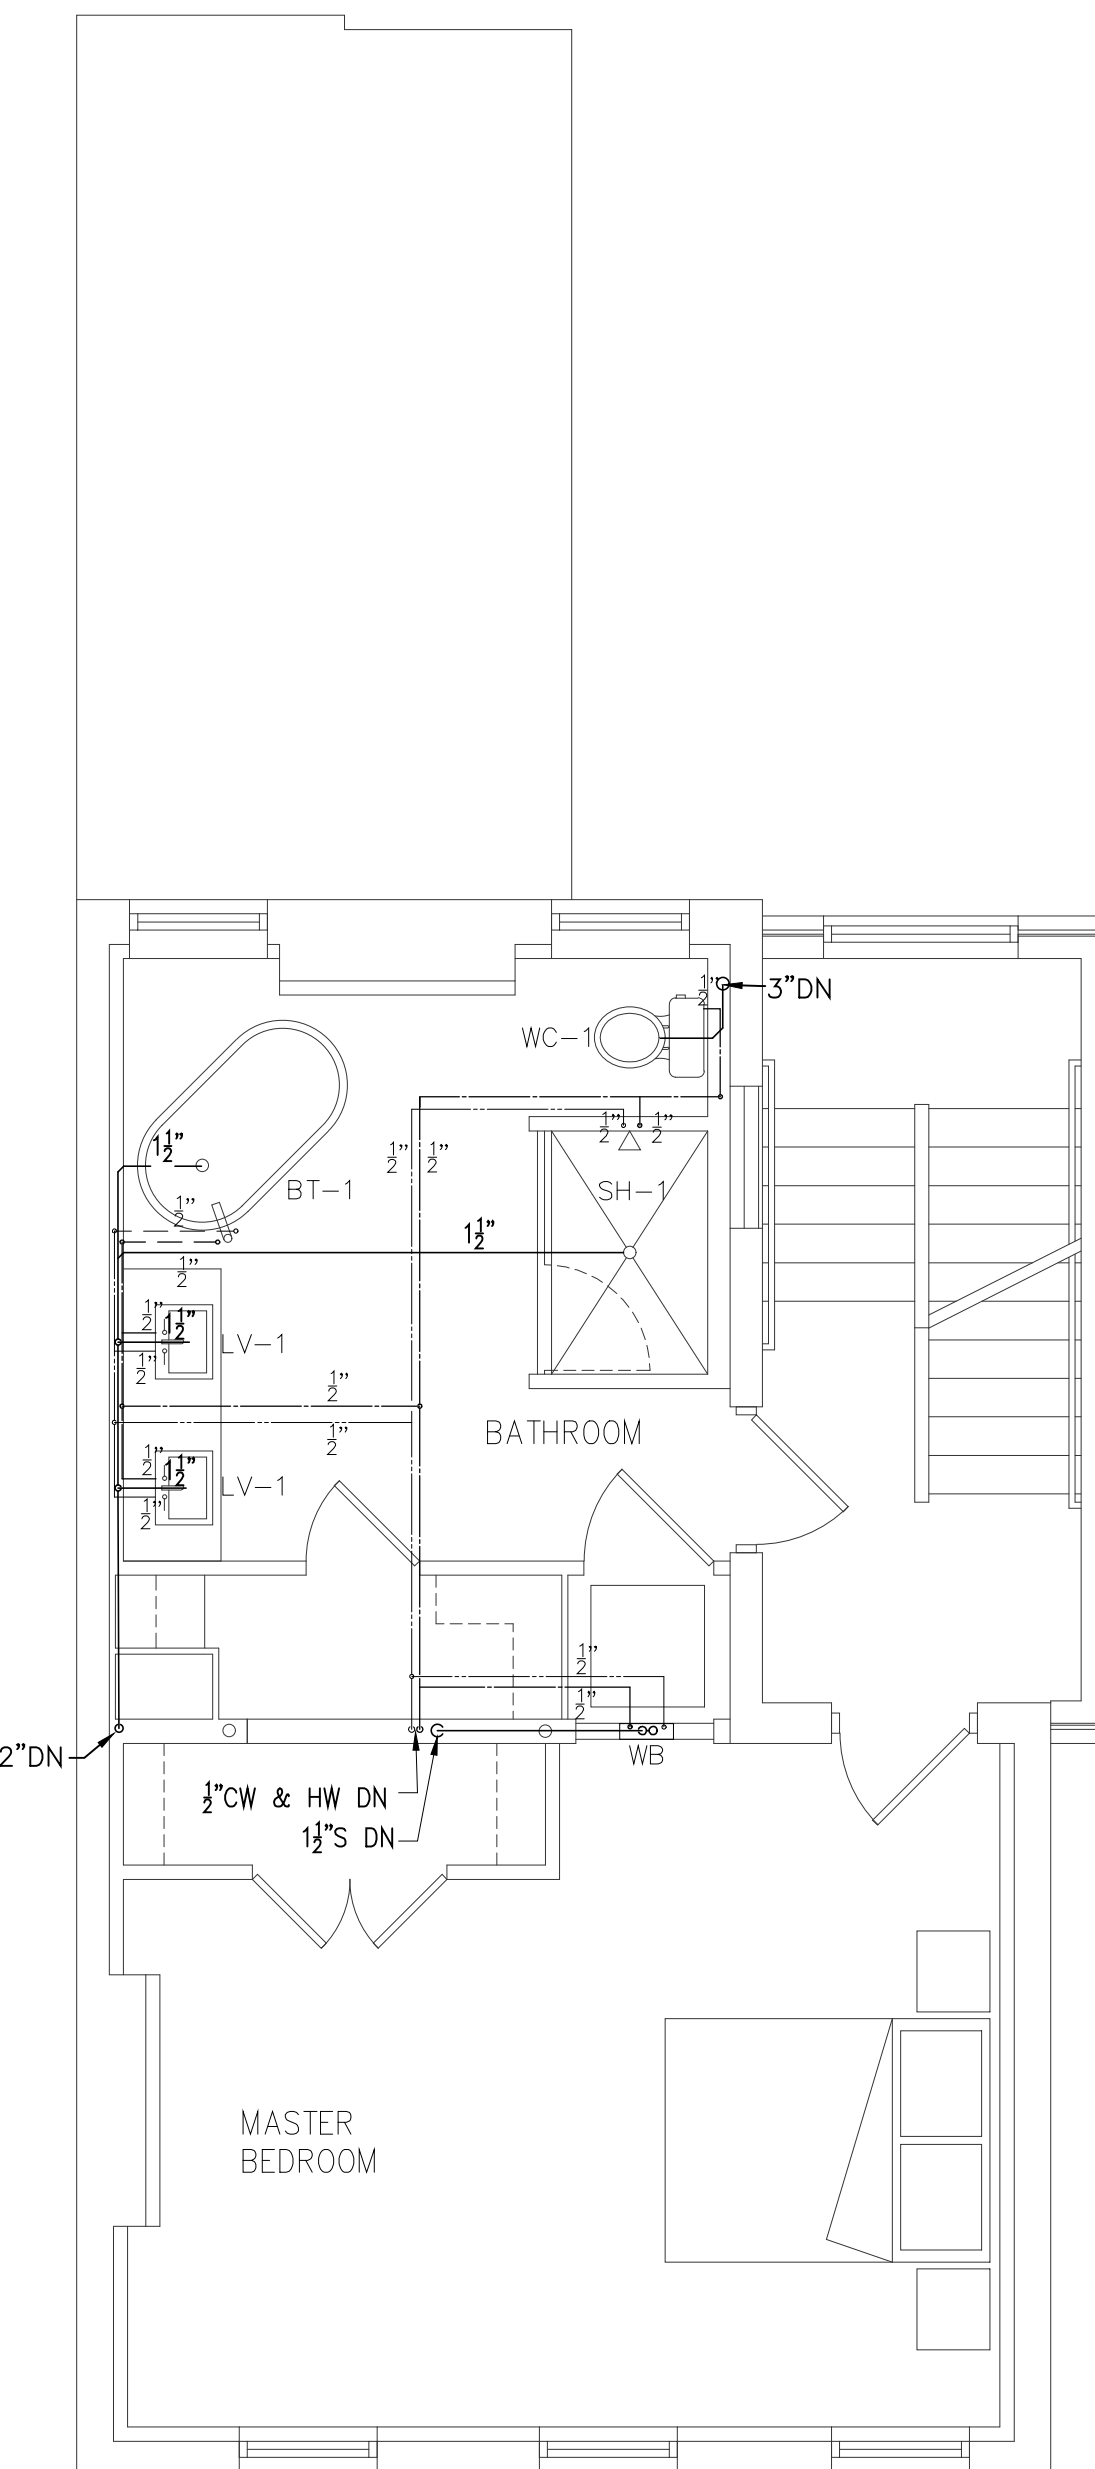 ½"
3"DN
WC-1
½"
½"
1½"
½"
½"
½"
BT-1
SH-1
1½"
½"
½"
1½"
LV-1
½"
½"
BATHROOM
½"
½"
1½"
LV-1
½"
½"
½"
2"DN
WB
½"CW & HW DN
1½"S DN
MASTER
BEDROOM